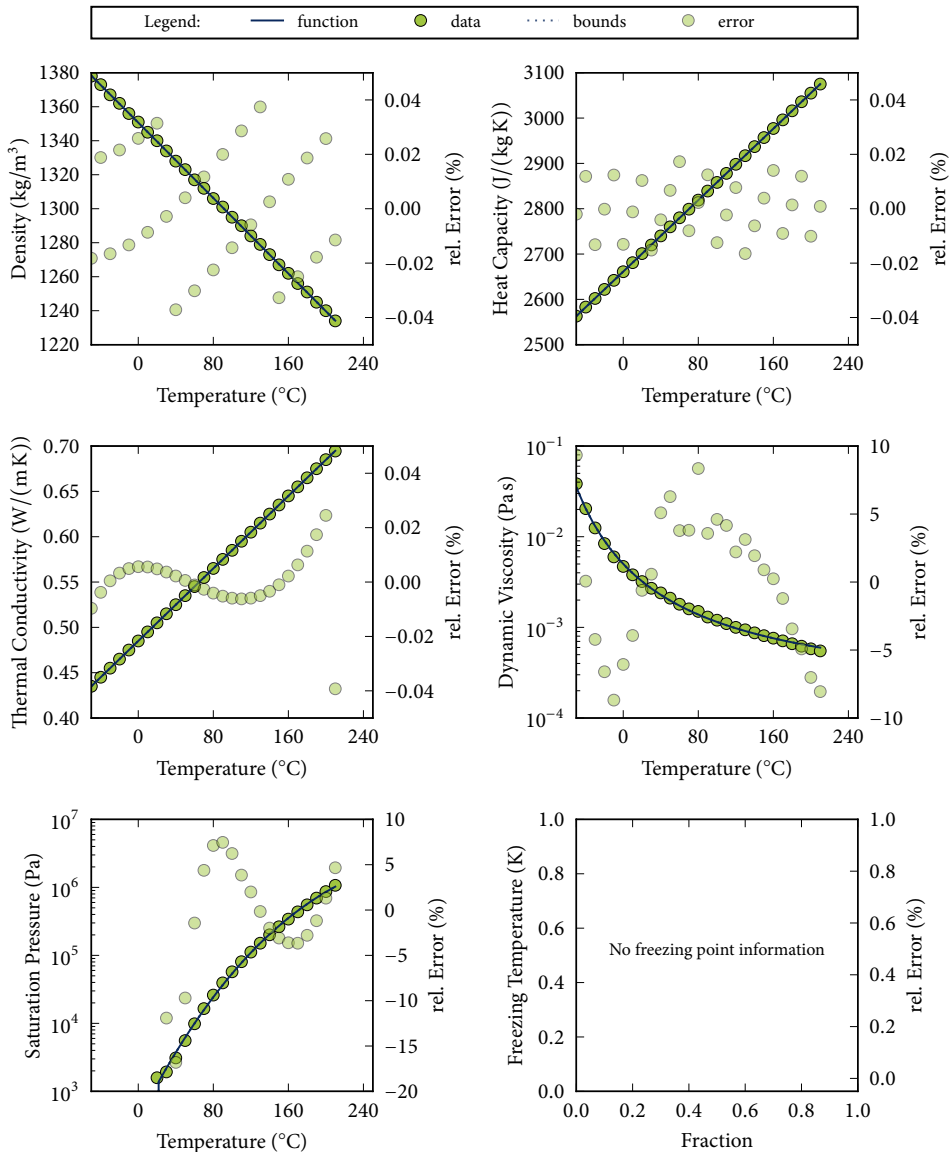 Legend: function data bounds error
1380
1360
1340
1320
1300
1280
1260
1240
1220
Density (kg/m³)
0.04
0.02
0.00
−0.02
−0.04
rel. Error (%)
0 80 160 240
Temperature (°C)
3100
3000
2900
2800
2700
2600
2500
Heat Capacity (J/(kg K))
0.04
0.02
0.00
−0.02
−0.04
rel. Error (%)
0 80 160 240
Temperature (°C)
0.70
0.65
0.60
0.55
0.50
0.45
0.40
Thermal Conductivity (W/(m K))
0.04
0.02
0.00
−0.02
−0.04
rel. Error (%)
0 80 160 240
Temperature (°C)
10⁻¹
10⁻²
10⁻³
10⁻⁴
Dynamic Viscosity (Pa s)
10
5
0
−5
−10
rel. Error (%)
0 80 160 240
Temperature (°C)
10⁷
10⁶
10⁵
10⁴
10³
Saturation Pressure (Pa)
10
5
0
−5
−10
−15
−20
rel. Error (%)
0 80 160 240
Temperature (°C)
1.0
0.8
0.6
0.4
0.2
0.0
Freezing Temperature (K)
No freezing point information
1.0
0.8
0.6
0.4
0.2
0.0
rel. Error (%)
0.0 0.2 0.4 0.6 0.8 1.0
Fraction